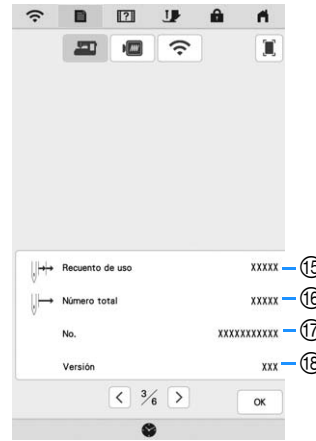 Recuento de uso XXXXX ⑮
Número total XXXXX ⑯
No. XXXXXXXXXXX ⑰
Versión XXX ⑱
< 3/6 > OK